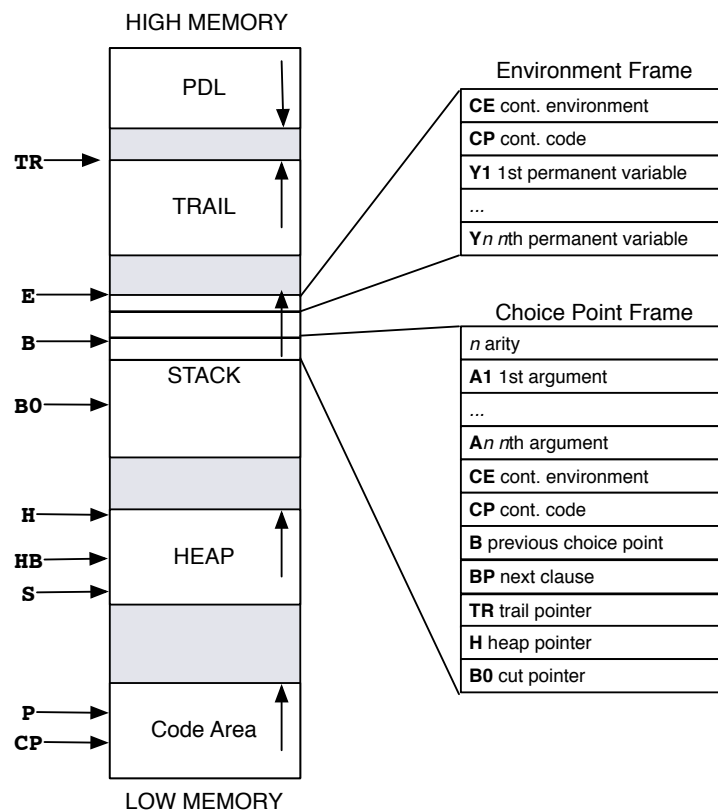 HIGH MEMORY
PDL
TR
TRAIL
E
B
STACK
B0
H
HB
HEAP
S
P
Code Area
CP
LOW MEMORY
Environment Frame
CE cont. environment
CP cont. code
Y1 1st permanent variable
...
Yn nth permanent variable
Choice Point Frame
n arity
A1 1st argument
...
An nth argument
CE cont. environment
CP cont. code
B previous choice point
BP next clause
TR trail pointer
H heap pointer
B0 cut pointer